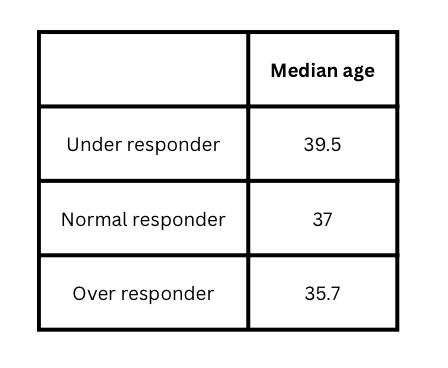 Median age
Under responder 39.5
Normal responder 37
Over responder 35.7